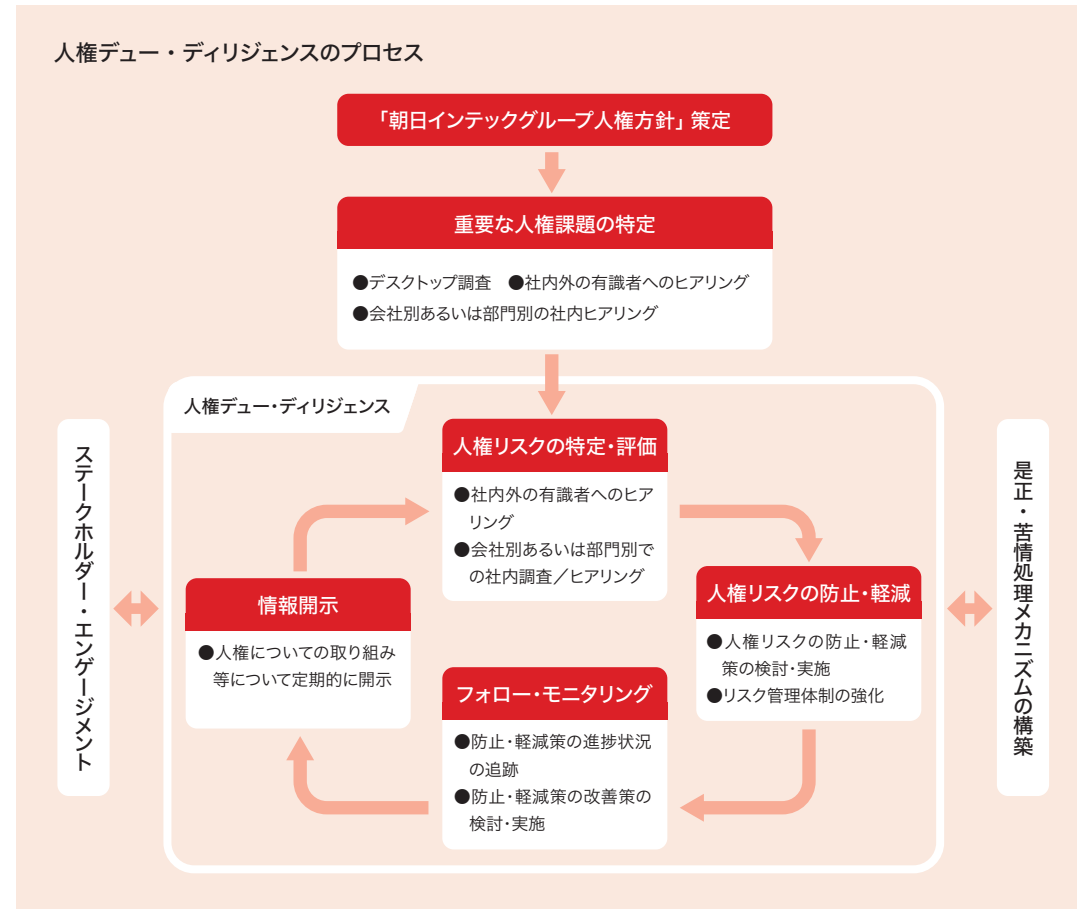 人権デュー・ディリジェンスのプロセス
「朝日インテックグループ人権方針」策定
重要な人権課題の特定
●デスクトップ調査　●社内外の有識者へのヒアリング
●会社別あるいは部門別の社内ヒアリング
人権デュー・ディリジェンス
人権リスクの特定・評価
●社内外の有識者へのヒア
リング
●会社別あるいは部門別で
の社内調査／ヒアリング
人権リスクの防止・軽減
●人権リスクの防止・軽減
策の検討・実施
●リスク管理体制の強化
フォロー・モニタリング
●防止・軽減策の進捗状況
の追跡
●防止・軽減策の改善策の
検討・実施
情報開示
●人権についての取り組み
等について定期的に開示
ステークホルダー・エンゲージメント
是正・苦情処理メカニズムの構築